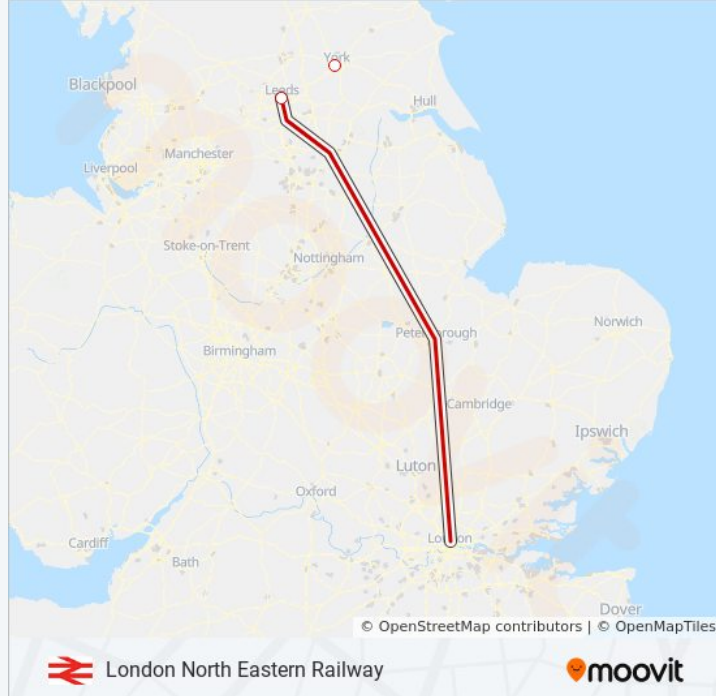 York
Blackpool
Leeds
Hull
Manchester
Liverpool
Stoke-on-Trent
Nottingham
Norwich
Peterborough
Birmingham
Cambridge
Ipswich
Luton
Oxford
London
Cardiff
Bath
Dover
© OpenStreetMap contributors | © OpenMapTiles
London North Eastern Railway
moovit